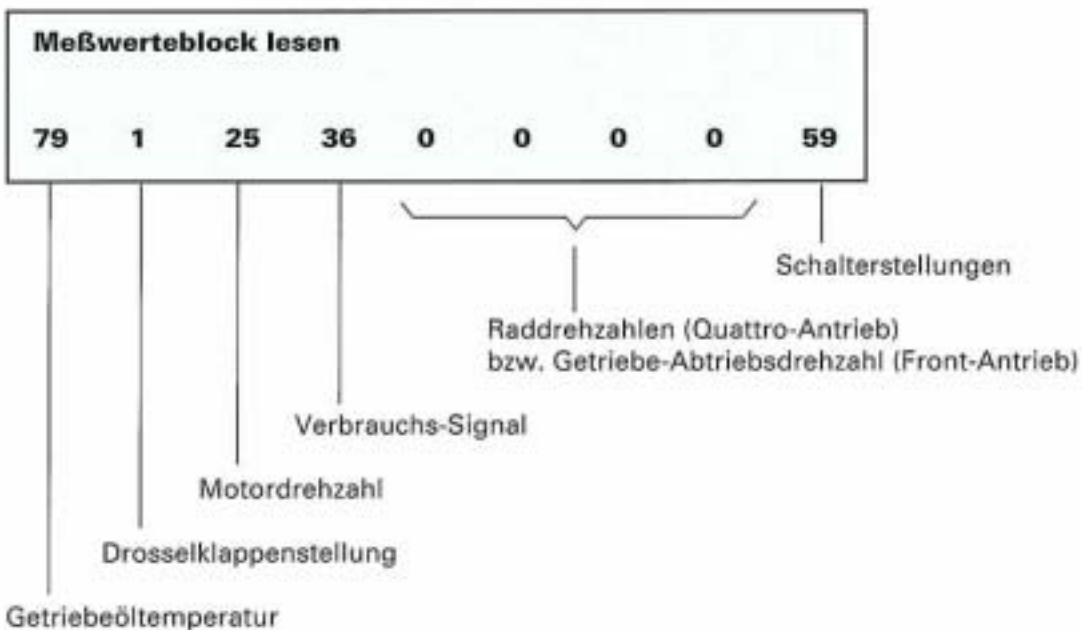 Meßwerteblock lesen
79 1 25 36 0 0 0 0 59
Schalterstellungen
Raddrehzahlen (Quattro-Antrieb)
bzw. Getriebe-Abtriebsdrehzahl (Front-Antrieb)
Verbrauchs-Signal
Motordrehzahl
Drosselklappenstellung
Getriebeöltemperatur